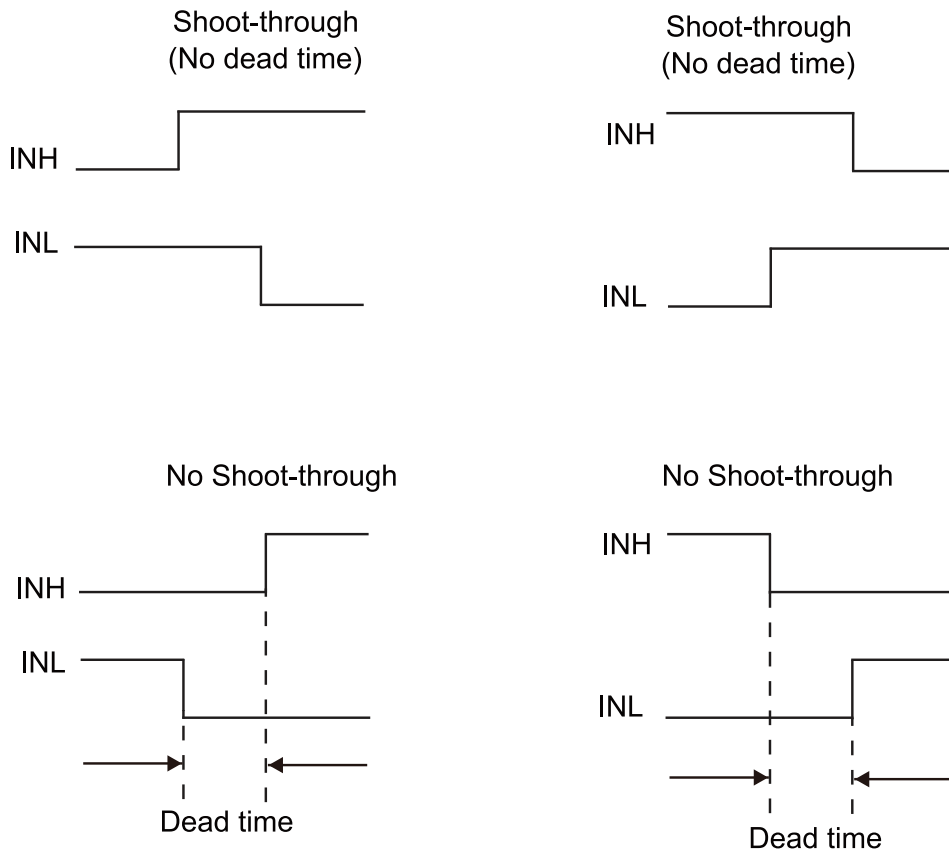 Shoot-through
(No dead time)
INH
INL
Shoot-through
(No dead time)
INH
INL
No Shoot-through
INH
INL
Dead time
No Shoot-through
INH
INL
Dead time